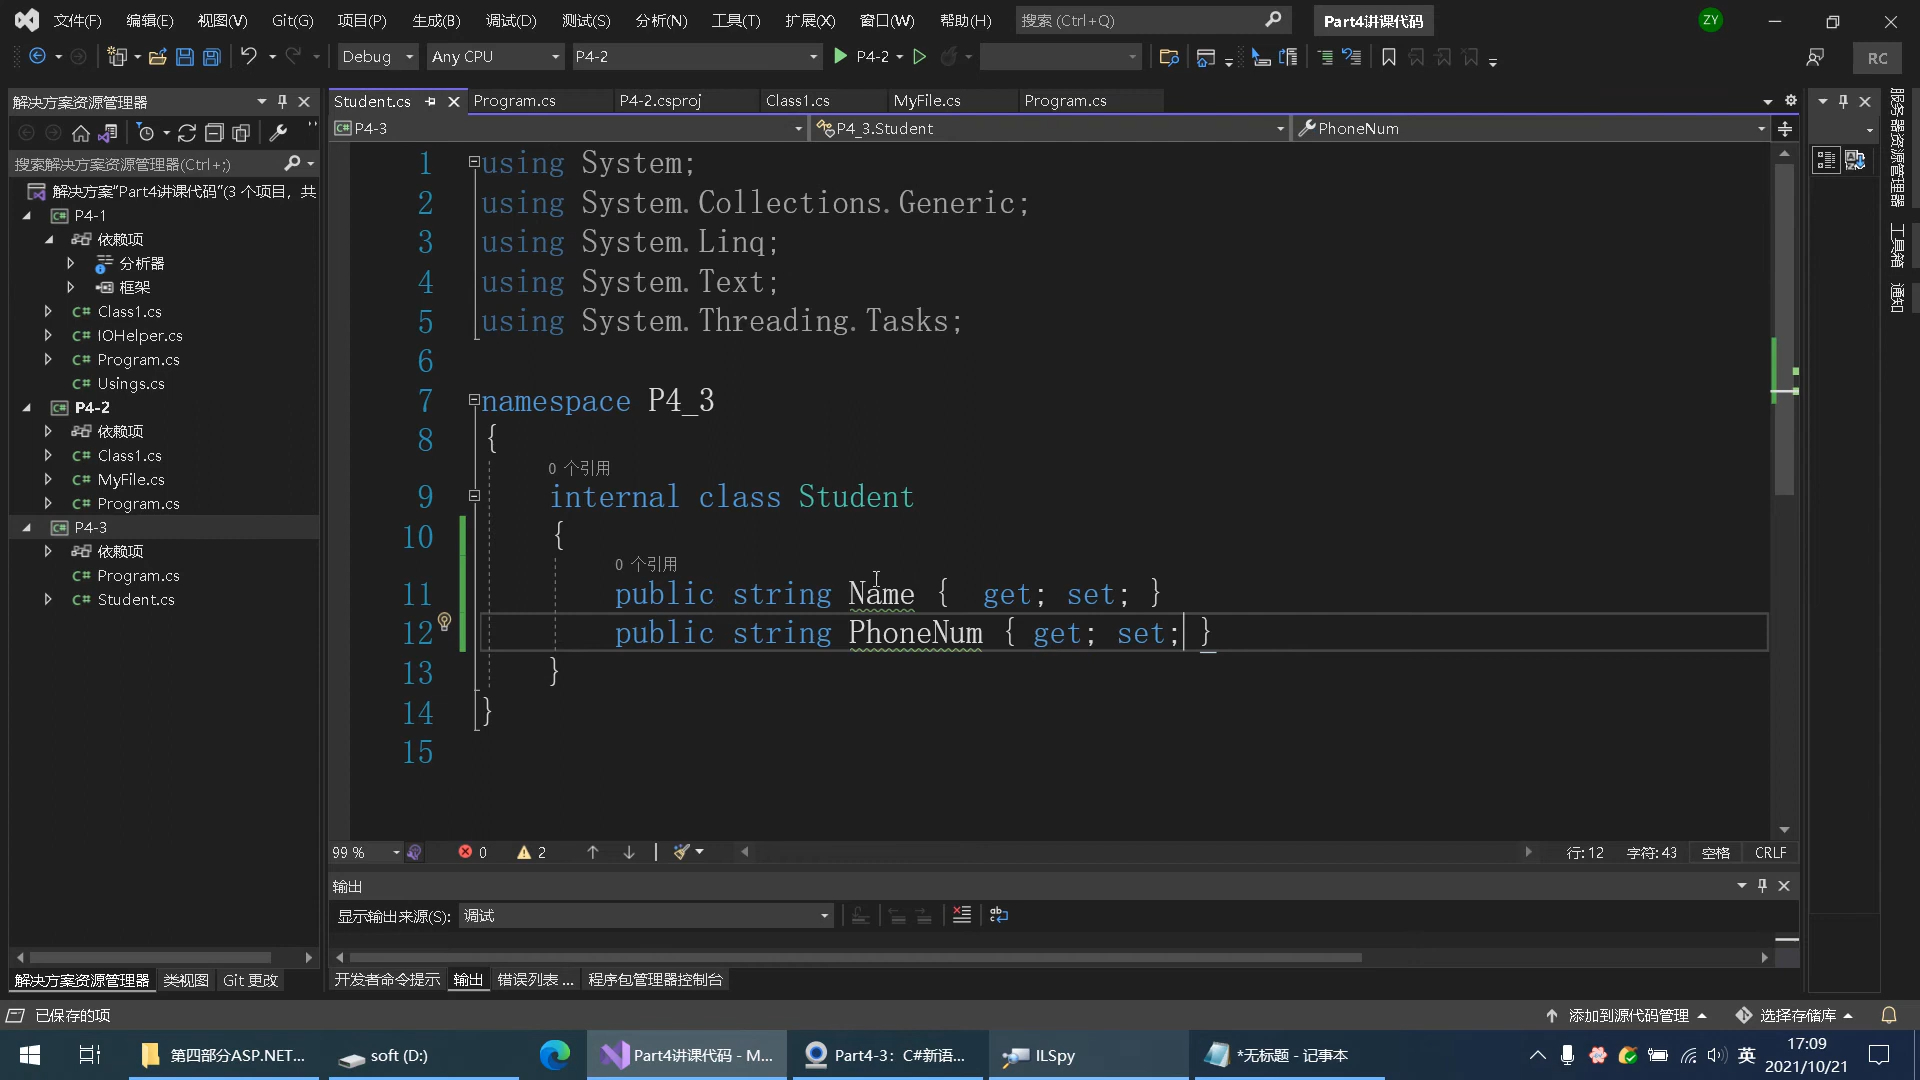 文件(F) 编辑(E) 视图(V) Git(G) 项目(P) 生成(B) 调试(D) 测试(S) 分析(N) 工具(T) 扩展(X) 窗口(W) 帮助(H) 搜索 (Ctrl+Q) Part4讲课代码 ZY
Debug Any CPU P4-2 P4-2 RC
解决方案资源管理器
搜索解决方案资源管理器(Ctrl+;)
解决方案"Part4讲课代码"(3 个项目, 共
P4-1
依赖项
分析器
框架
C# Class1.cs
C# IOHelper.cs
C# Program.cs
C# Usings.cs
P4-2
依赖项
C# Class1.cs
C# MyFile.cs
C# Program.cs
P4-3
依赖项
C# Program.cs
C# Student.cs
解决方案资源管理器 类视图 Git 更改
Student.cs Program.cs P4-2.csproj Class1.cs MyFile.cs Program.cs
P4-3 P4_3.Student PhoneNum
1 using System;
2 using System.Collections.Generic;
3 using System.Linq;
4 using System.Text;
5 using System.Threading.Tasks;
6
7 namespace P4_3
8 {
0 个引用
9 internal class Student
10 {
0 个引用
11 public string Name {  get; set; }
12 public string PhoneNum { get; set; }
13 }
14 }
15
99 % 0 2 行: 12 字符: 43 空格 CRLF
输出
显示输出来源(S): 调试
开发者命令提示 输出 错误列表 ... 程序包管理器控制台
服务器资源管理器
工具箱
通知
已保存的项 添加到源代码管理 选择存储库
第四部分ASP.NET... soft (D:) Part4讲课代码 - M... Part4-3：C#新语... ILSpy *无标题 - 记事本 英 17:09
2021/10/21